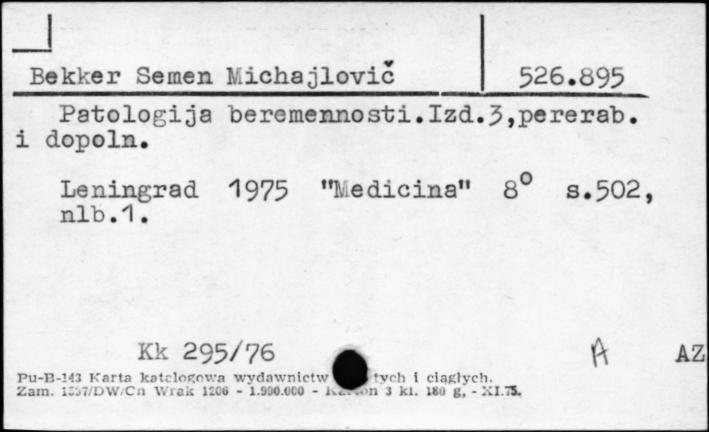 Bekker Semen Michajlovič 526.895
Patologija beremennosti.Izd.3,pererab.
i dopoln.
Leningrad 1975 "Medicina" 8° s.502,
nlb.1.
Kk 295/76 A AZ
Pu-B-143 Karta katalogowa wydawnictw tych i ciągłych.
Zam. 1557/DW/Cn Wrak 1206 - 1.990.000 - 3 kl. 180 g, - XI.75.